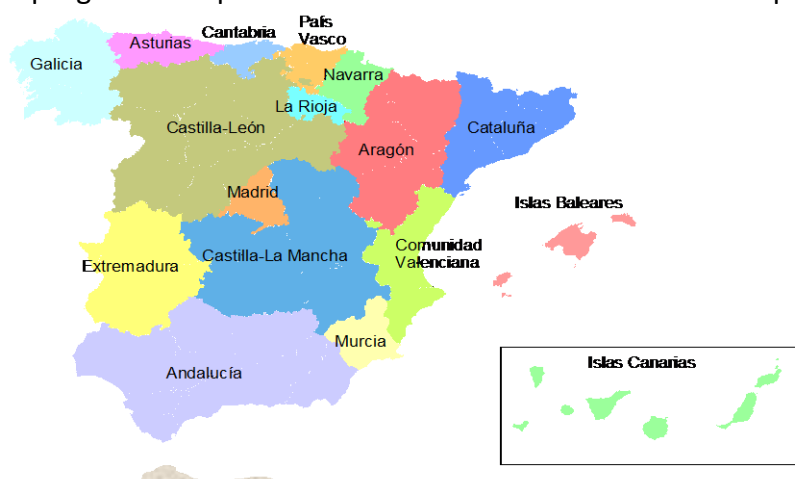 Asturias
Cantabria
País
Vasco
Galicia
Navarra
La Rioja
Castilla-León
Cataluña
Aragón
Madrid
Islas Baleares
Comunidad
Valenciana
Castilla-La Mancha
Extremadura
Murcia
Islas Canarias
Andalucía